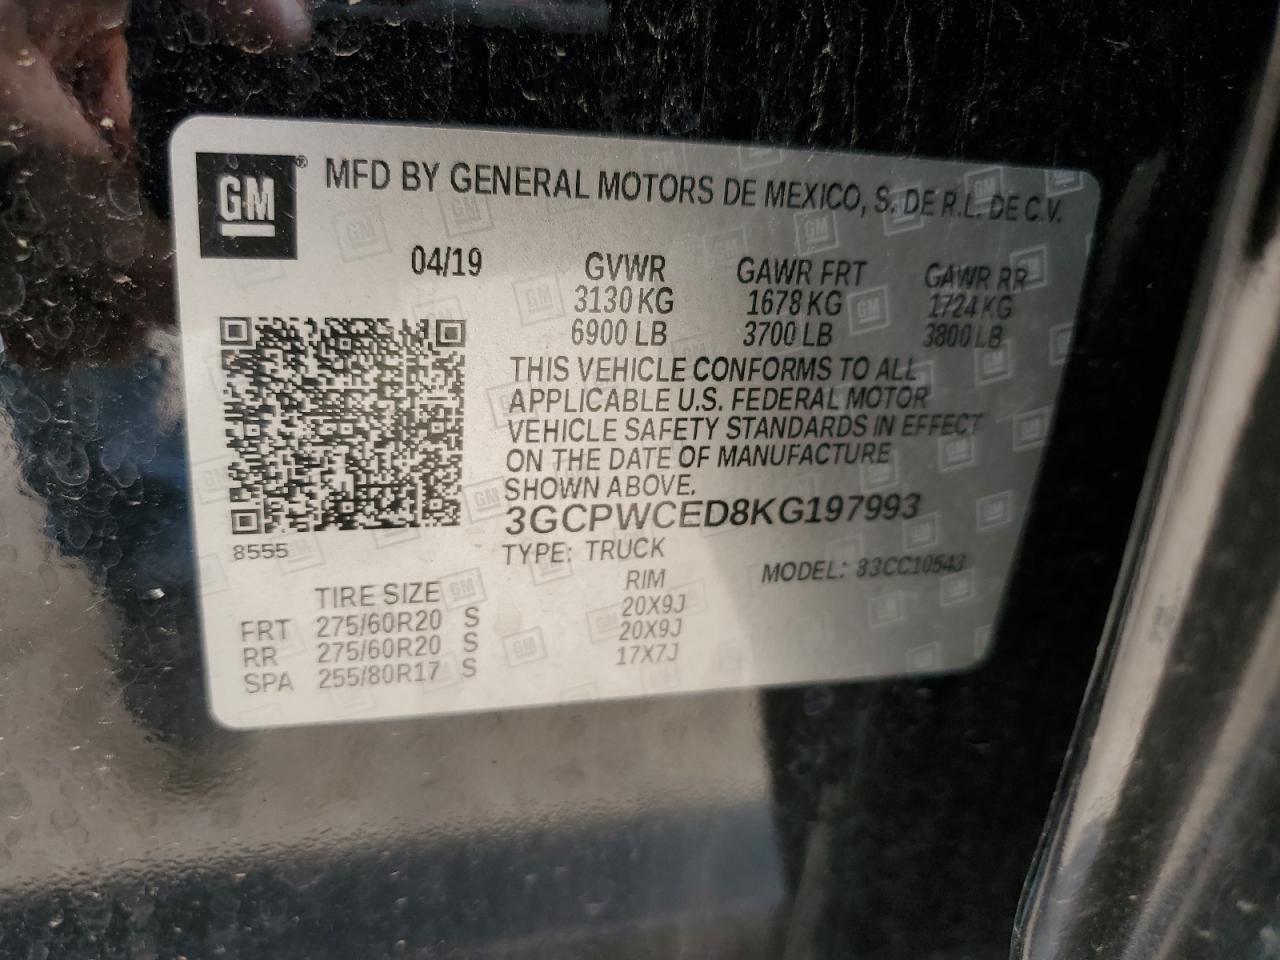 GM ® MFD BY GENERAL MOTORS DE MEXICO, S. DE R.L. DE C.V.
04/19 GVWR GAWR FRT GAWR RR
3130 KG 1678 KG 1724 KG
6900 LB 3700 LB 3800 LB
THIS VEHICLE CONFORMS TO ALL
APPLICABLE U.S. FEDERAL MOTOR
VEHICLE SAFETY STANDARDS IN EFFECT
ON THE DATE OF MANUFACTURE
SHOWN ABOVE.
3GCPWCED8KG197993
8555
TYPE: TRUCK MODEL: 83CC10543
TIRE SIZE RIM
FRT 275/60R20 S 20X9J
RR 275/60R20 S 20X9J
SPA 255/80R17 S 17X7J